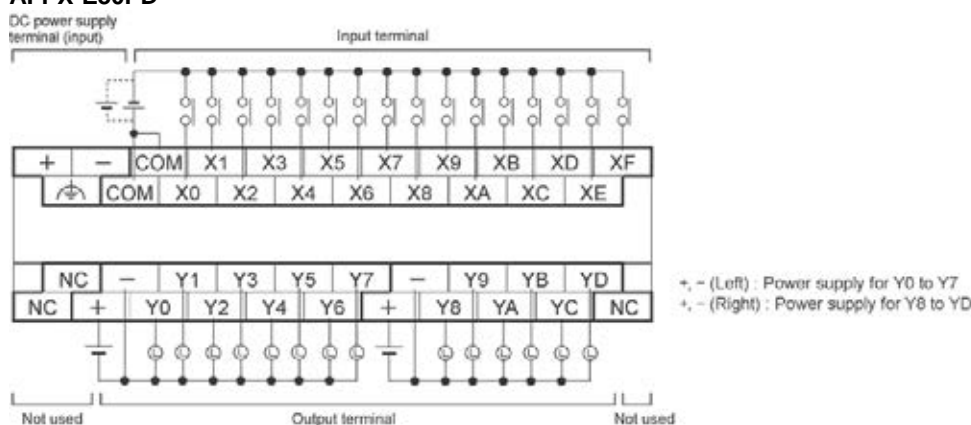 DC power supply
terminal (input)
Input terminal
+ - COM X1 X3 X5 X7 X9 XB XD XF
COM X0 X2 X4 X6 X8 XA XC XE
NC - Y1 Y3 Y5 Y7 - Y9 YB YD
NC + Y0 Y2 Y4 Y6 + Y8 YA YC NC
+, - (Left) : Power supply for Y0 to Y7
+, - (Right) : Power supply for Y8 to YD
L L L L L L L L L L L L L L
Not used
Output terminal
Not used